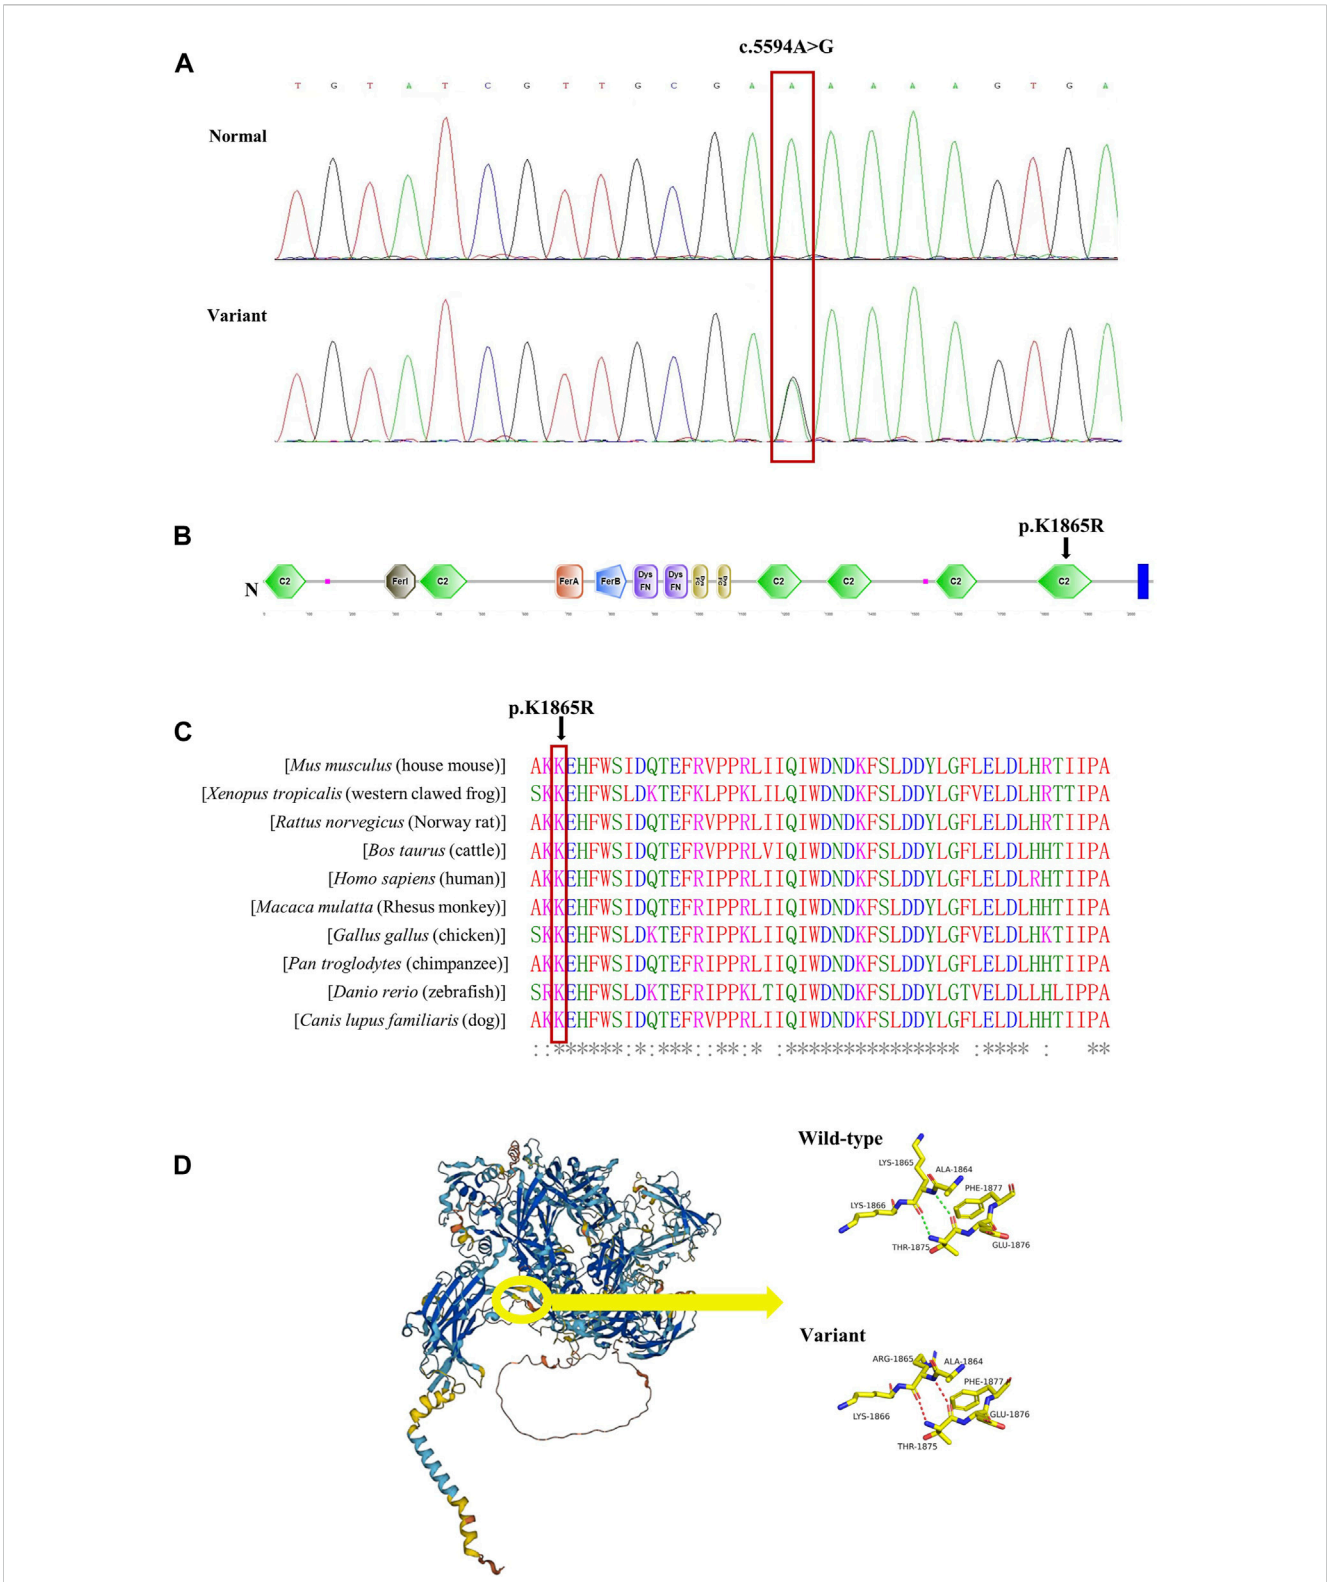 A
c.5594A>G
T G T A T C G T T G C G A A A A A A G T G A
Normal
Variant
B
p.K1865R
N
C2 FerI C2 FerA FerB Dys FN Dys FN C2 C2 C2 C2
p.K1865R
C
[Mus musculus (house mouse)] AKKEHFWSIDQTEFRVPPRLIIQIWDNDKFSLDDYLGFLELDLHRTIIPA
[Xenopus tropicalis (western clawed frog)] SKKEHFWSLDKTEFKLPPKLILQIWDNDKFSLDDYLGFVELDLHRTTIPA
[Rattus norvegicus (Norway rat)] AKKEHFWSIDQTEFRVPPRLIIQIWDNDKFSLDDYLGFLELDLHRTIIPA
[Bos taurus (cattle)] AKKEHFWSIDQTEFRVPPRLVIQIWDNDKFSLDDYLGFLELDLHHTIIPA
[Homo sapiens (human)] AKKEHFWSIDQTEFRIPPRLIIQIWDNDKFSLDDYLGFLELDLRHTIIPA
[Macaca mulatta (Rhesus monkey)] AKKEHFWSIDQTEFRIPPRLIIQIWDNDKFSLDDYLGFLELDLHHTIIPA
[Gallus gallus (chicken)] SKKEHFWSLDKTEFRIPPKLIIQIWDNDKFSLDDYLGFVELDLHKTIIPA
[Pan troglodytes (chimpanzee)] AKKEHFWSIDQTEFRIPPRLIIQIWDNDKFSLDDYLGFLELDLHHTIIPA
[Danio rerio (zebrafish)] SRKEHFWSLDKTEFRIPPKLTIQIWDNDKFSLDDYLGTVELDLLHLIPPA
[Canis lupus familiaris (dog)] AKKEHFWSIDQTEFRVPPRLIIQIWDNDKFSLDDYLGFLELDLHHTIIPA
::******:*:***::**:* :*************** :**** : **
D
Wild-type
LYS-1865
ALA-1864
PHE-1877
LYS-1866
THR-1875
GLU-1876
Variant
ARG-1865
ALA-1864
PHE-1877
LYS-1866
GLU-1876
THR-1875